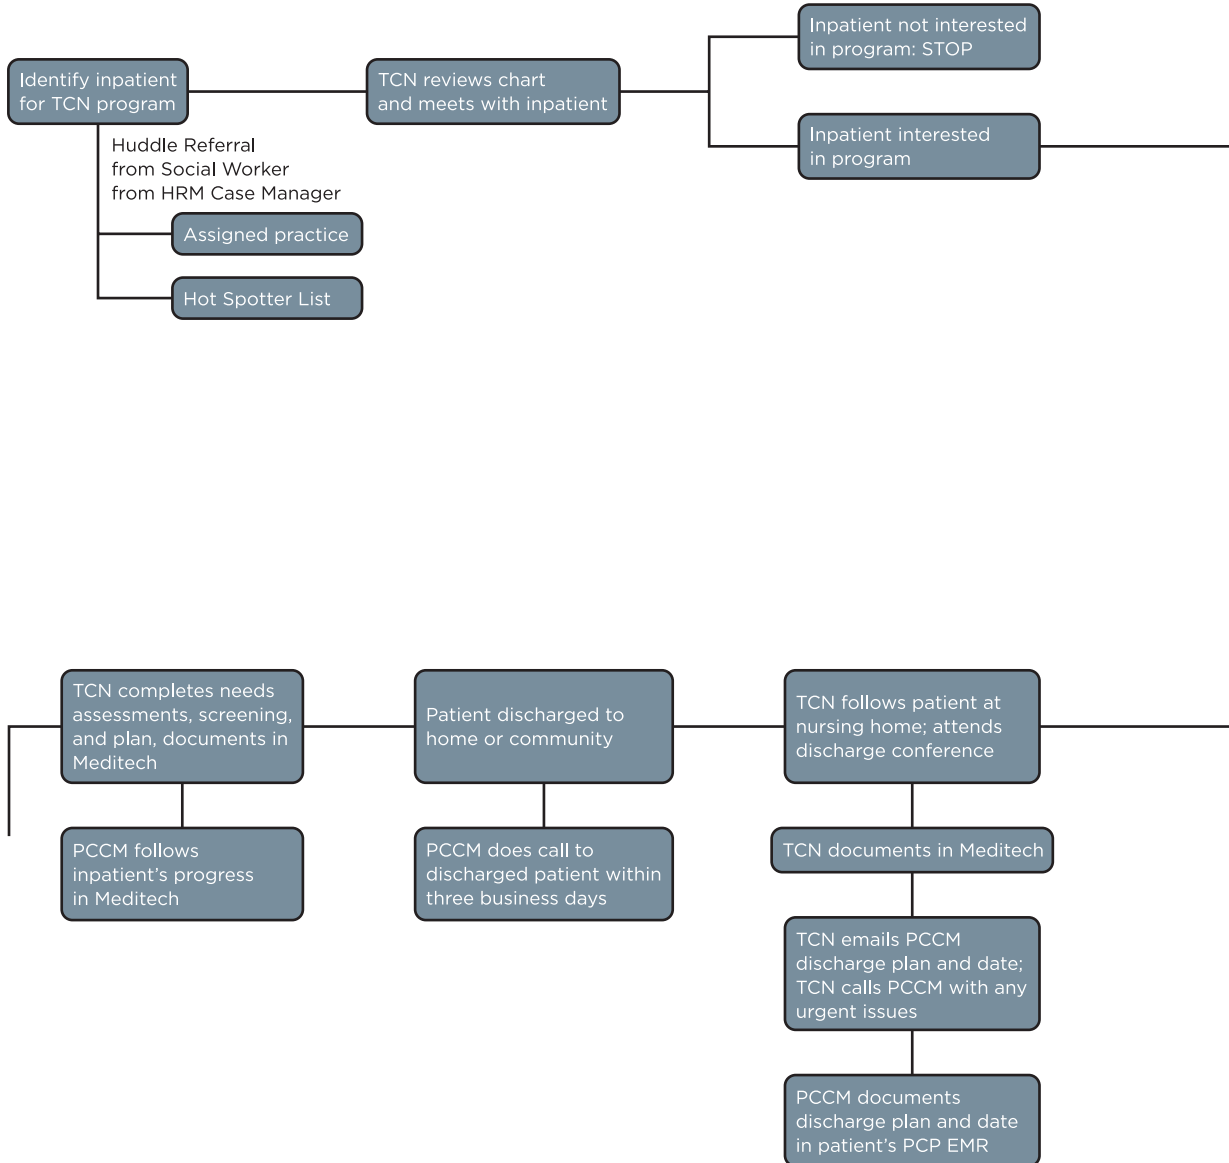 Identify inpatient
for TCN program
TCN reviews chart
and meets with inpatient
Inpatient not interested
in program: STOP
Inpatient interested
in program
Huddle Referral
from Social Worker
from HRM Case Manager
Assigned practice
Hot Spotter List
TCN completes needs
assessments, screening,
and plan, documents in
Meditech
PCCM follows
inpatient’s progress
in Meditech
Patient discharged to
home or community
PCCM does call to
discharged patient within
three business days
TCN follows patient at
nursing home; attends
discharge conference
TCN documents in Meditech
TCN emails PCCM
discharge plan and date;
TCN calls PCCM with any
urgent issues
PCCM documents
discharge plan and date
in patient’s PCP EMR